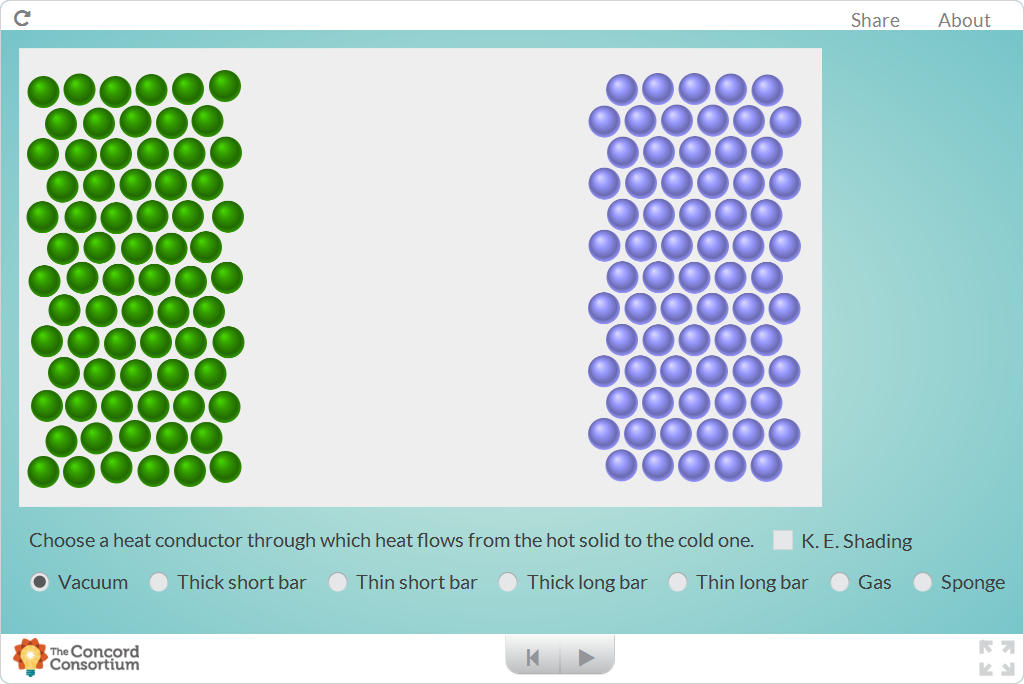 Share About
Choose a heat conductor through which heat flows from the hot solid to the cold one. K. E. Shading
Vacuum Thick short bar Thin short bar Thick long bar Thin long bar Gas Sponge
The Concord
Consortium